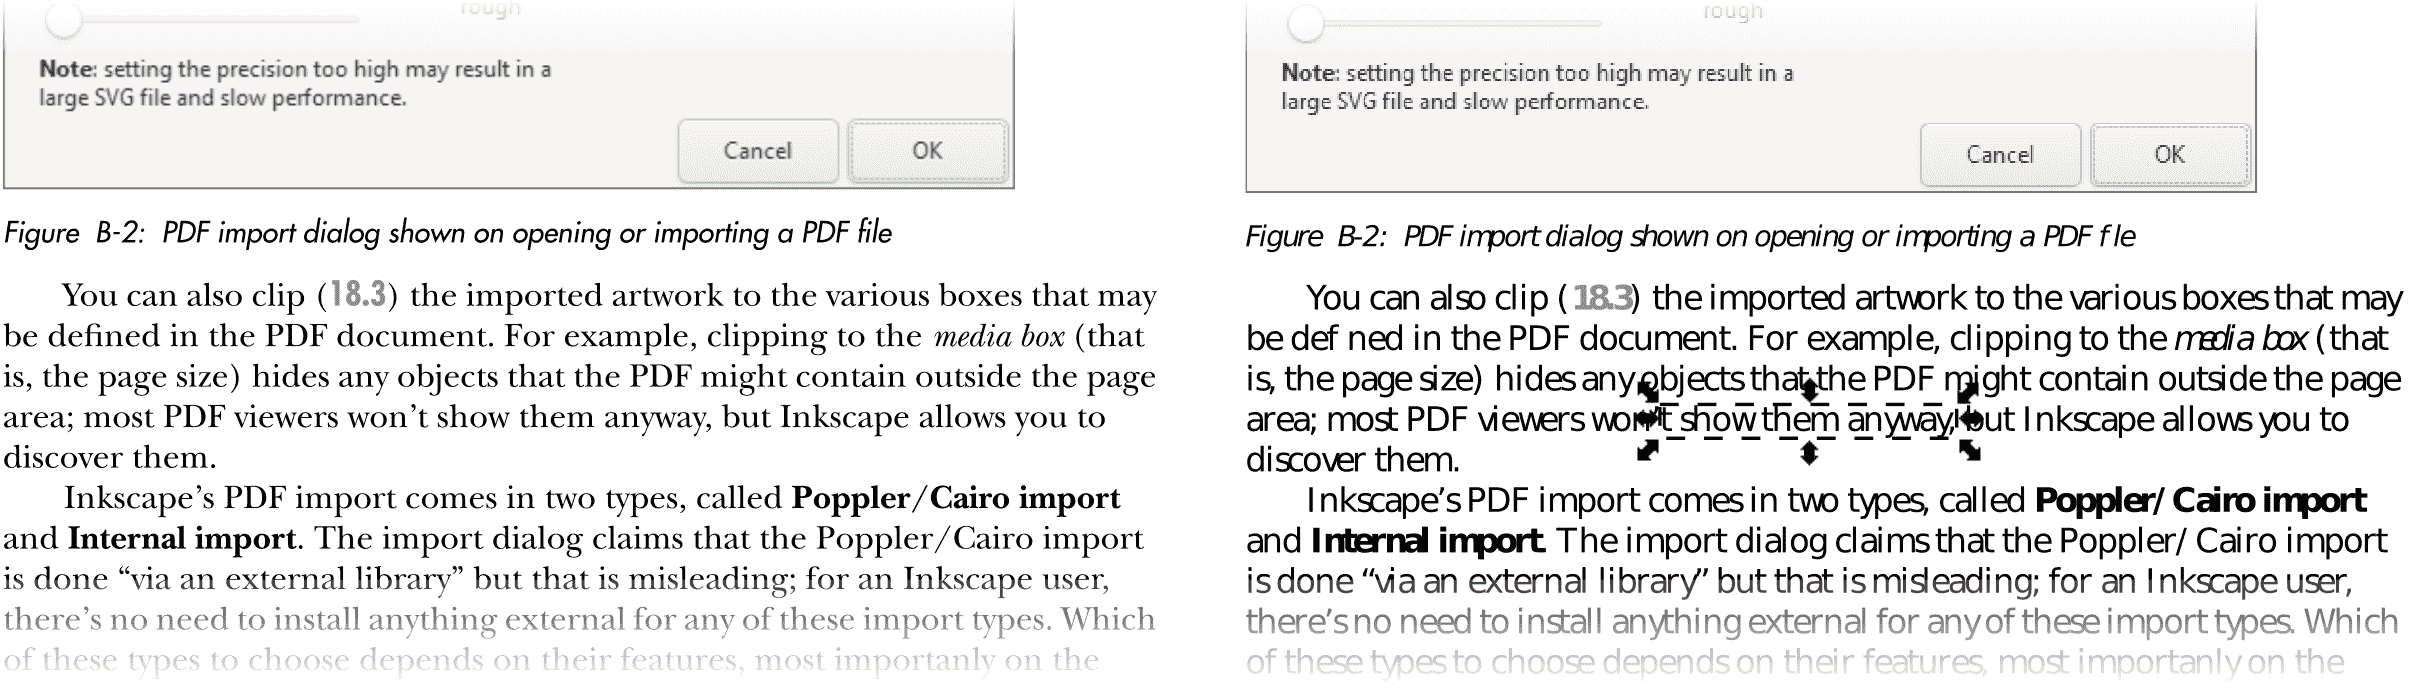 rough
Note: setting the precision too high may result in a
large SVG file and slow performance.
Cancel OK
Figure B-2: PDF import dialog shown on opening or importing a PDF file
You can also clip (18.3) the imported artwork to the various boxes that may
be defined in the PDF document. For example, clipping to the media box (that
is, the page size) hides any objects that the PDF might contain outside the page
area; most PDF viewers won’t show them anyway, but Inkscape allows you to
discover them.
Inkscape’s PDF import comes in two types, called Poppler/Cairo import
and Internal import. The import dialog claims that the Poppler/Cairo import
is done “via an external library” but that is misleading; for an Inkscape user,
there’s no need to install anything external for any of these import types. Which
of these types to choose depends on their features, most importanly on the
rough
Note: setting the precision too high may result in a
large SVG file and slow performance.
Cancel OK
Figure B-2: PDF import dialog shown on opening or importing a PDF f le
You can also clip ( 18.3) the imported artwork to the various boxes that may
be def ned in the PDF document. For example, clipping to the media box (that
is, the page size) hides any objects that the PDF might contain outside the page
area; most PDF viewers won’t show them anyway, but Inkscape allows you to
discover them.
Inkscape’s PDF import comes in two types, called Poppler/ Cairo import
and Internal import. The import dialog claims that the Poppler/ Cairo import
is done “via an external library” but that is misleading; for an Inkscape user,
there’s no need to install anything external for any of these import types. Which
of these types to choose depends on their features, most importanly on the